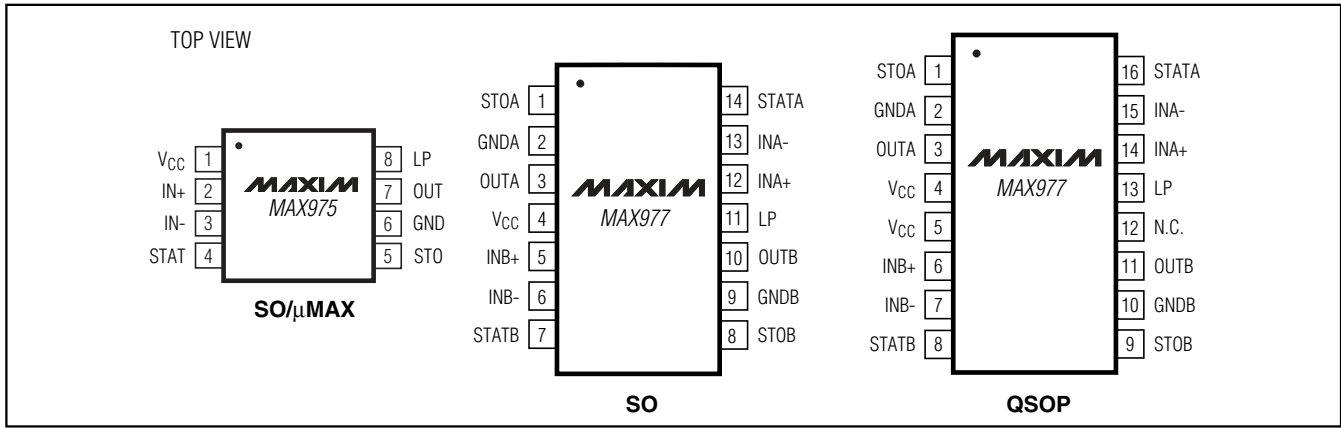 TOP VIEW
VCC 1
IN+ 2
IN- 3
STAT 4
8 LP
7 OUT
6 GND
5 STO
MAXIM
MAX975
SO/µMAX
STOA 1
GNDA 2
OUTA 3
VCC 4
INB+ 5
INB- 6
STATB 7
14 STATA
13 INA-
12 INA+
11 LP
10 OUTB
9 GNDB
8 STOB
MAXIM
MAX977
SO
STOA 1
GNDA 2
OUTA 3
VCC 4
VCC 5
INB+ 6
INB- 7
STATB 8
16 STATA
15 INA-
14 INA+
13 LP
12 N.C.
11 OUTB
10 GNDB
9 STOB
MAXIM
MAX977
QSOP